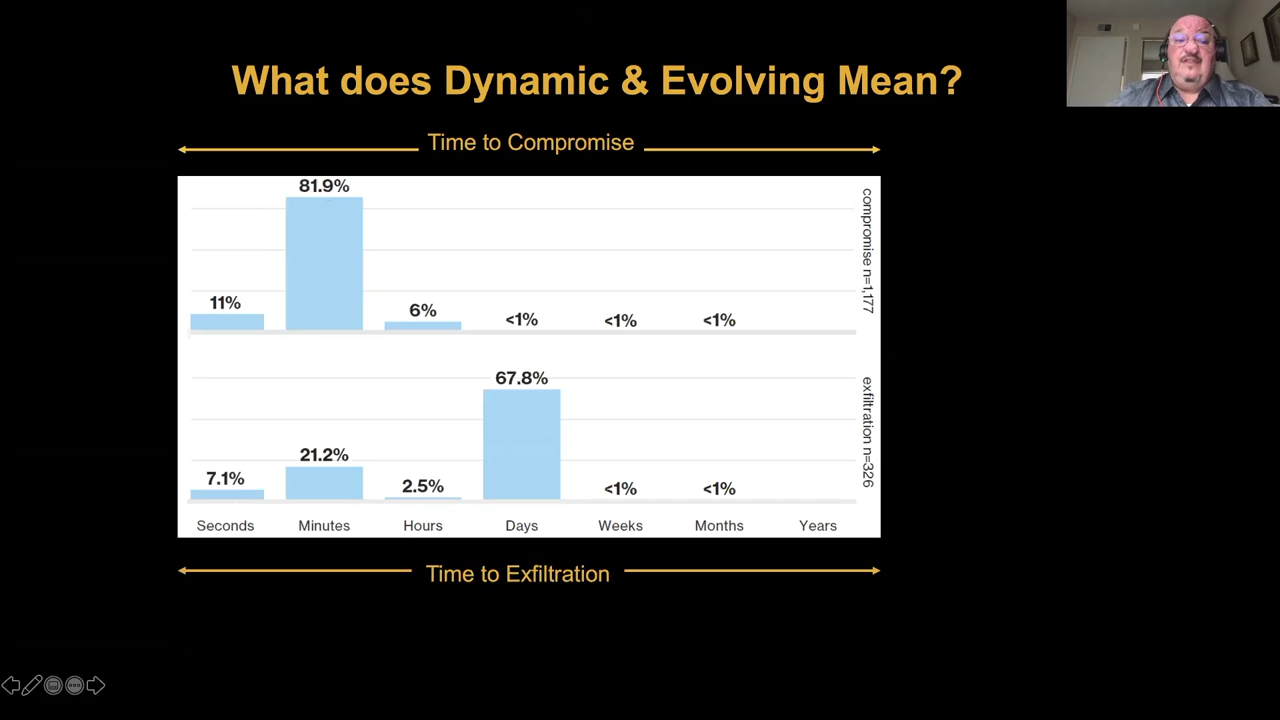 What does Dynamic & Evolving Mean?
Time to Compromise
81.9%
11%
6%
<1%
<1%
<1%
compromise n=1,177
67.8%
21.2%
7.1%
2.5%
<1%
<1%
exfiltration n=326
Seconds
Minutes
Hours
Days
Weeks
Months
Years
Time to Exfiltration